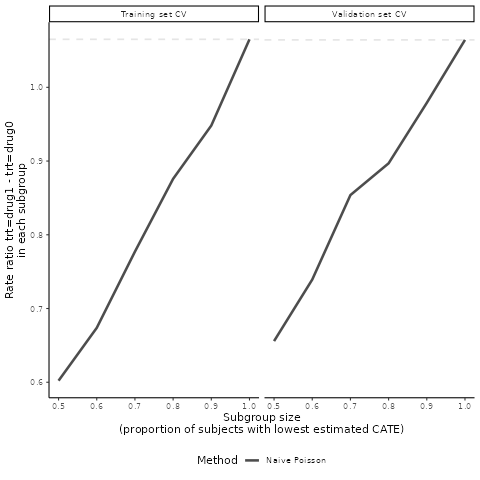 Training set CV
Validation set CV
Rate ratio trt=drug1 - trt=drug0
in each subgroup
1.0
0.9
0.8
0.7
0.6
0.5 0.6 0.7 0.8 0.9 1.0
0.5 0.6 0.7 0.8 0.9 1.0
Subgroup size
(proportion of subjects with lowest estimated CATE)
Method Naive Poisson